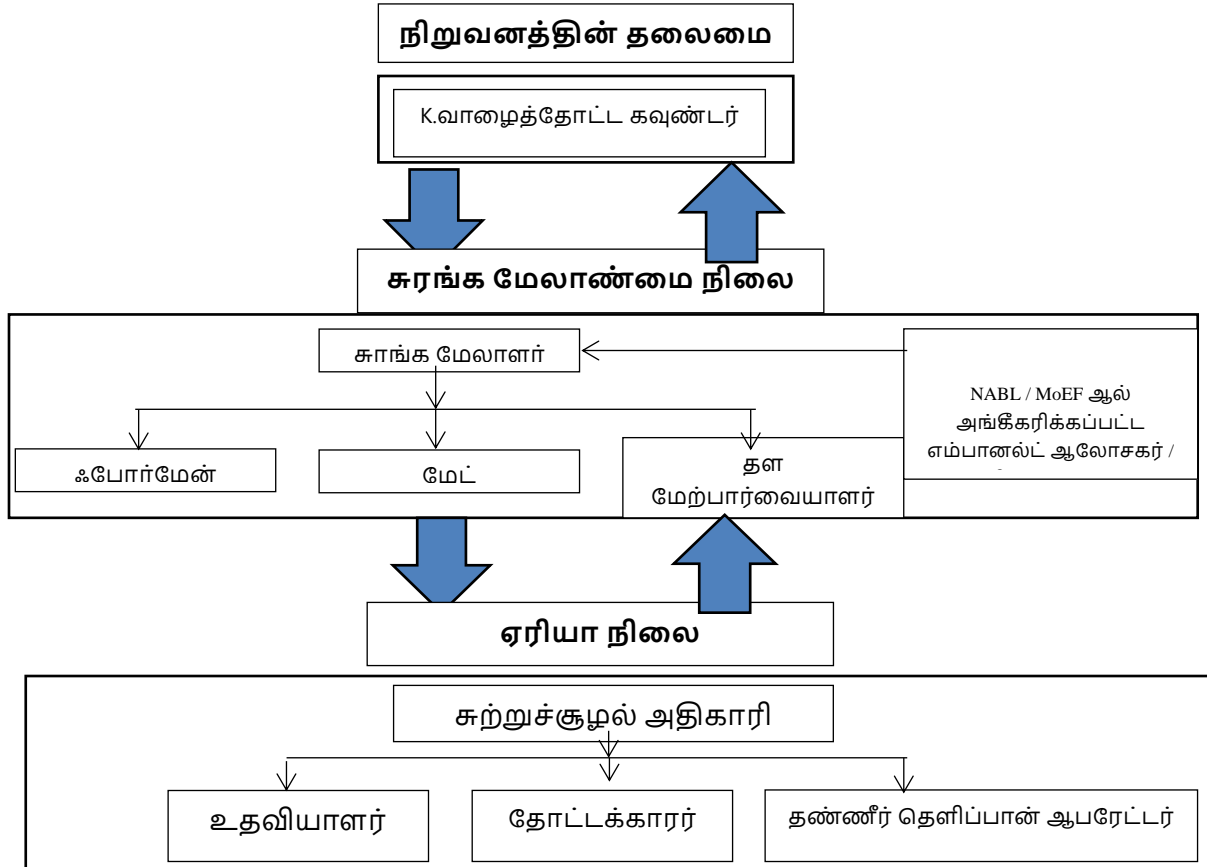 நிறுவனத்தின் தலைமை
K.வாழைத்தோட்ட கவுண்டர்
சுரங்க மேலாண்மை நிலை
சுாங்க மேலாளர்
NABL / MoEF ஆல்
அங்கீகரிக்கப்பட்ட
எம்பானல்ட் ஆலோசகர் /
ஃபோர்மேன்
மேட்
தள
மேற்பார்வையாளர்
ஏரியா நிலை
சுற்றுச்சூழல் அதிகாரி
உதவியாளர்
தோட்டக்காரர்
தண்ணீர் தெளிப்பான் ஆபரேட்டர்